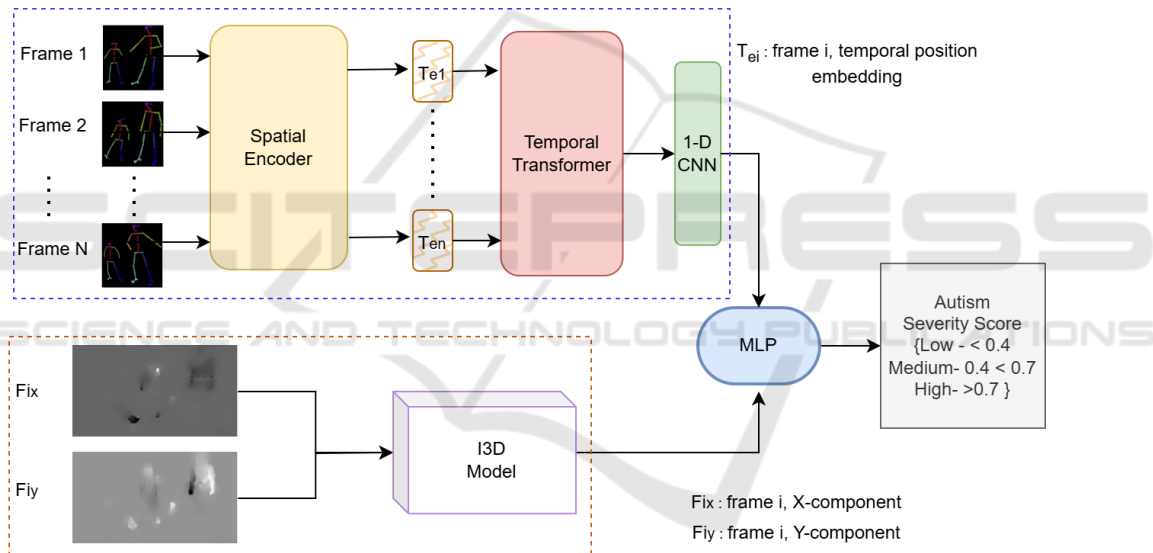 Frame 1
Frame 2
Frame N
Spatial
Encoder
Te1
Ten
Temporal
Transformer
1-D
CNN
Tei : frame i, temporal position
embedding
MLP
Autism
Severity Score
{Low - < 0.4
Medium- 0.4 < 0.7
High- >0.7 }
Fix
Fiy
I3D
Model
Fix : frame i, X-component
Fiy : frame i, Y-component
SCITEPRESS
SCIENCE AND TECHNOLOGY PUBLICATIONS